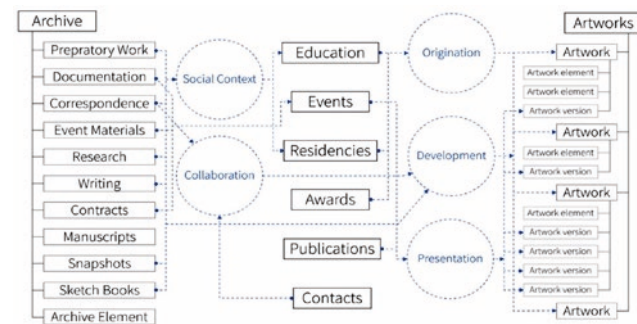 Archive
Prepratory Work
Documentation
Correspondence
Event Materials
Research
Writing
Contracts
Manuscripts
Snapshots
Sketch Books
Archive Element
Social Context
Collaboration
Education
Events
Residencies
Awards
Publications
Contacts
Origination
Development
Presentation
Artworks
Artwork
Artwork element
Artwork element
Artwork version
Artwork
Artwork element
Artwork version
Artwork
Artwork element
Artwork version
Artwork version
Artwork version
Artwork version
Artwork